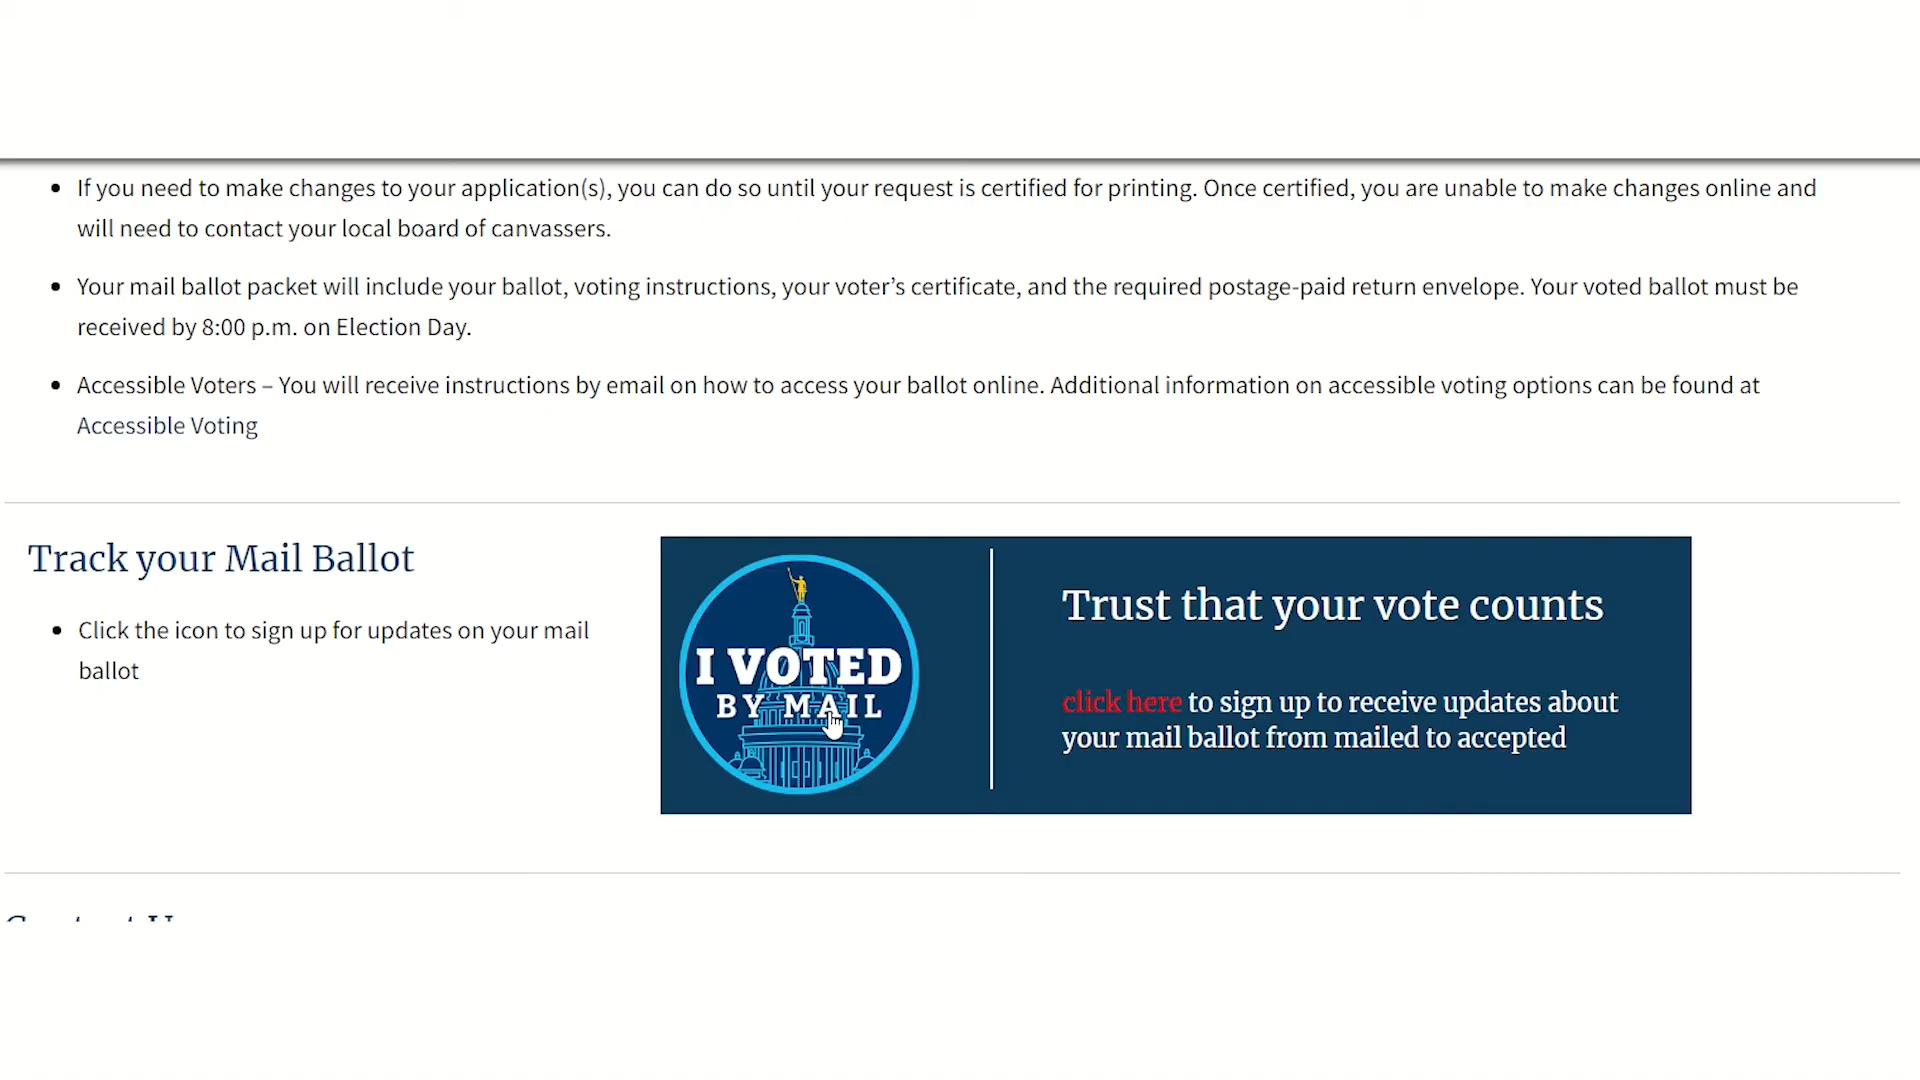 If you need to make changes to your application(s), you can do so until your request is certified for printing. Once certified, you are unable to make changes online and
will need to contact your local board of canvassers.
Your mail ballot packet will include your ballot, voting instructions, your voter’s certificate, and the required postage-paid return envelope. Your voted ballot must be
received by 8:00 p.m. on Election Day.
Accessible Voters – You will receive instructions by email on how to access your ballot online. Additional information on accessible voting options can be found at
Accessible Voting
Track your Mail Ballot
Click the icon to sign up for updates on your mail
ballot
I VOTED
BY MAIL
Trust that your vote counts
click here to sign up to receive updates about
your mail ballot from mailed to accepted